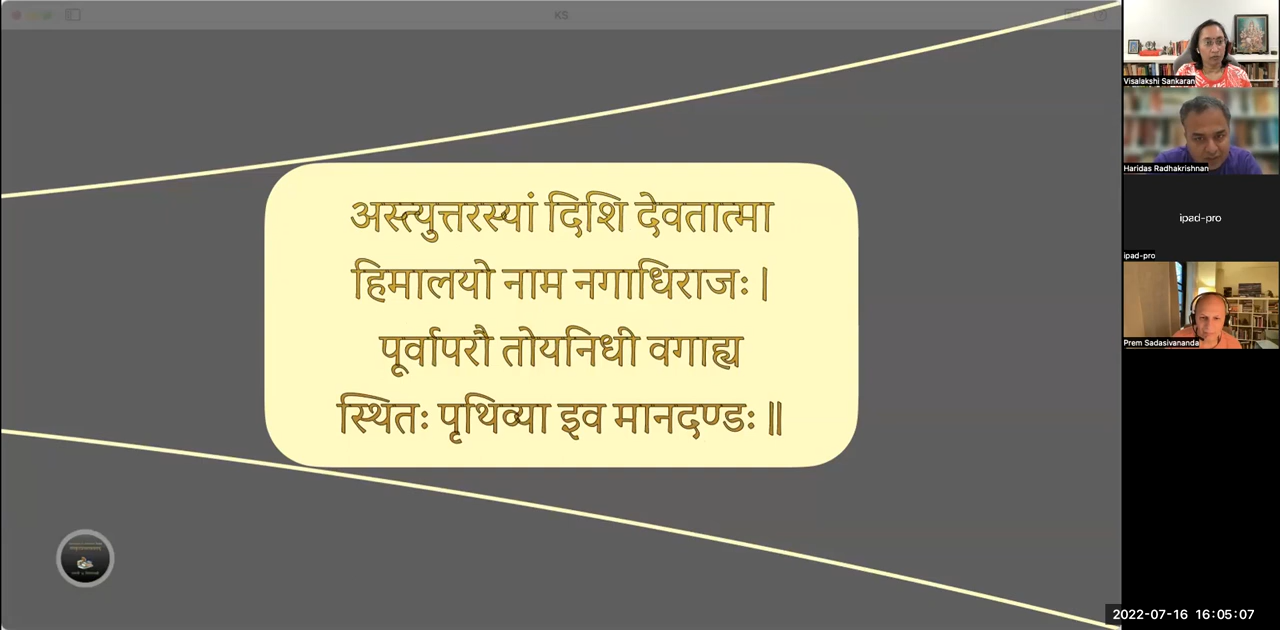 KS
अस्त्युत्तरस्यां दिशि देवतात्मा
हिमालयो नाम नगाधिराजः ।
पूर्वापरौ तोयनिधी वगाह्य
स्थितः पृथिव्या इव मानदण्डः ॥
Visalakshi Sankaran
Haridas Radhakrishnan
ipad-pro
ipad-pro
Prem Sadasivananda
2022-07-16 16:05:07